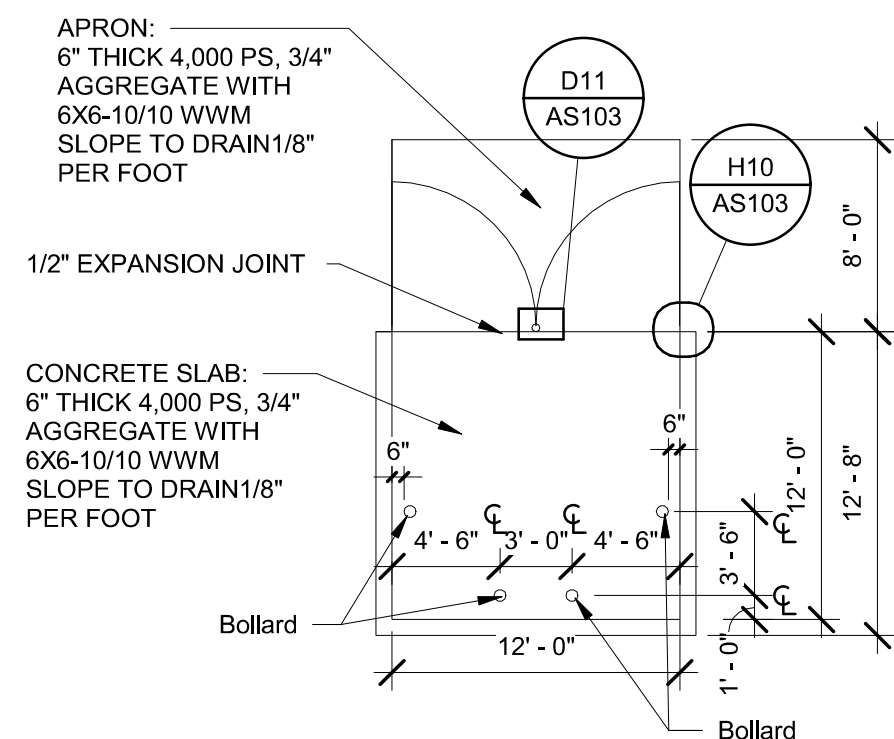 APRON:
6" THICK 4,000 PS, 3/4"
AGGREGATE WITH
6X6-10/10 WWM
SLOPE TO DRAIN1/8"
PER FOOT
D11
AS103
H10
AS103
8' - 0"
1/2" EXPANSION JOINT
CONCRETE SLAB:
6" THICK 4,000 PS, 3/4"
AGGREGATE WITH
6X6-10/10 WWM
SLOPE TO DRAIN1/8"
PER FOOT
6"
6"
12' - 0"
12' - 8"
℄
℄
℄
4' - 6"
3' - 0"
4' - 6"
3' - 6"
℄
Bollard
12' - 0"
1' - 0"
Bollard